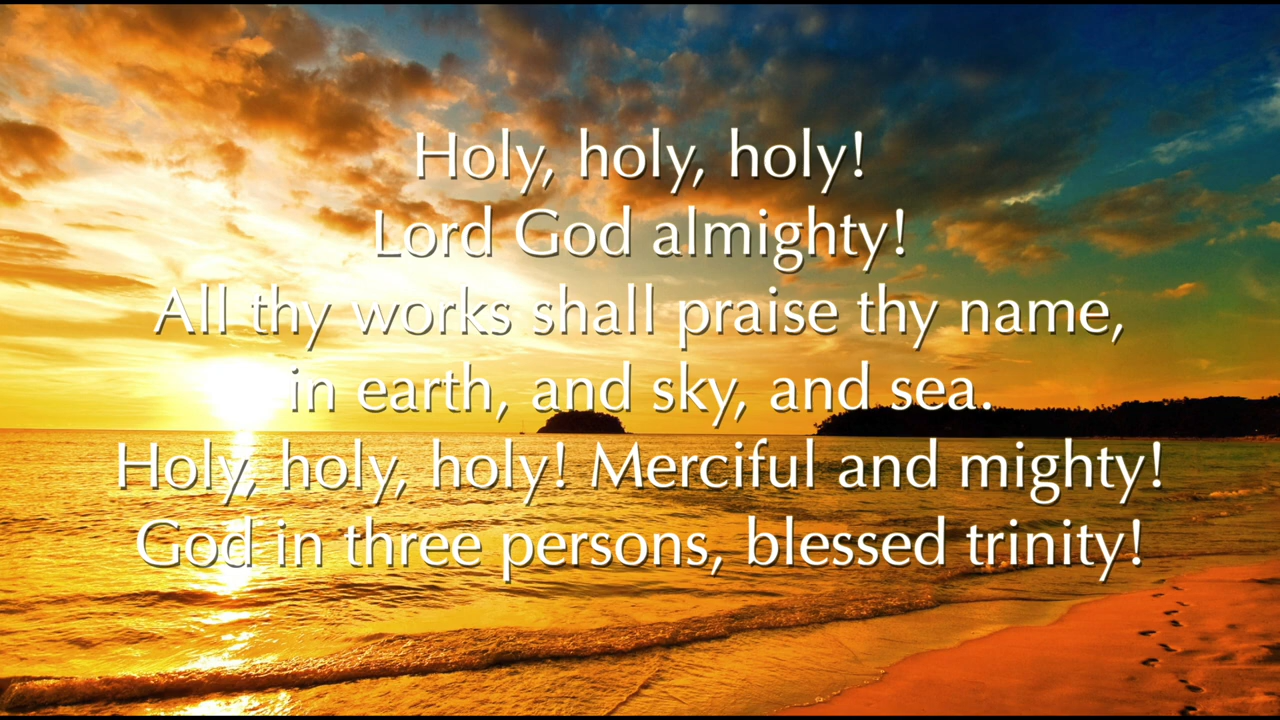 Holy, holy, holy!
Lord God almighty!
All thy works shall praise thy name,
in earth, and sky, and sea.
Holy, holy, holy! Merciful and mighty!
God in three persons, blessed trinity!